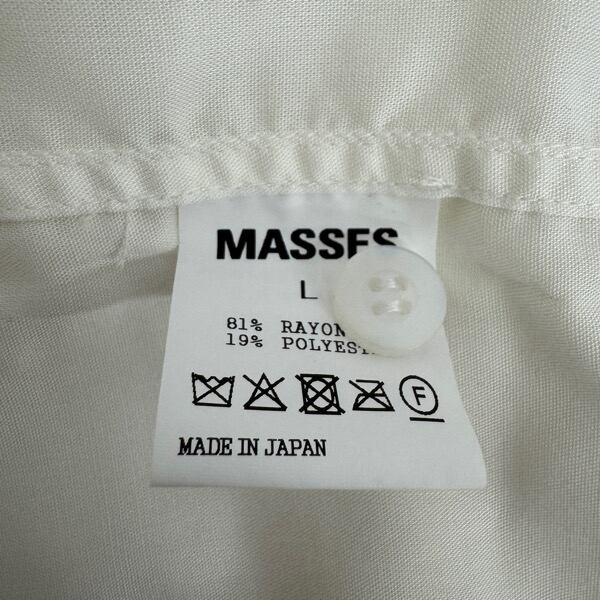 MASSES
L
81% RAYON
19% POLYEST
MADE IN JAPAN
F